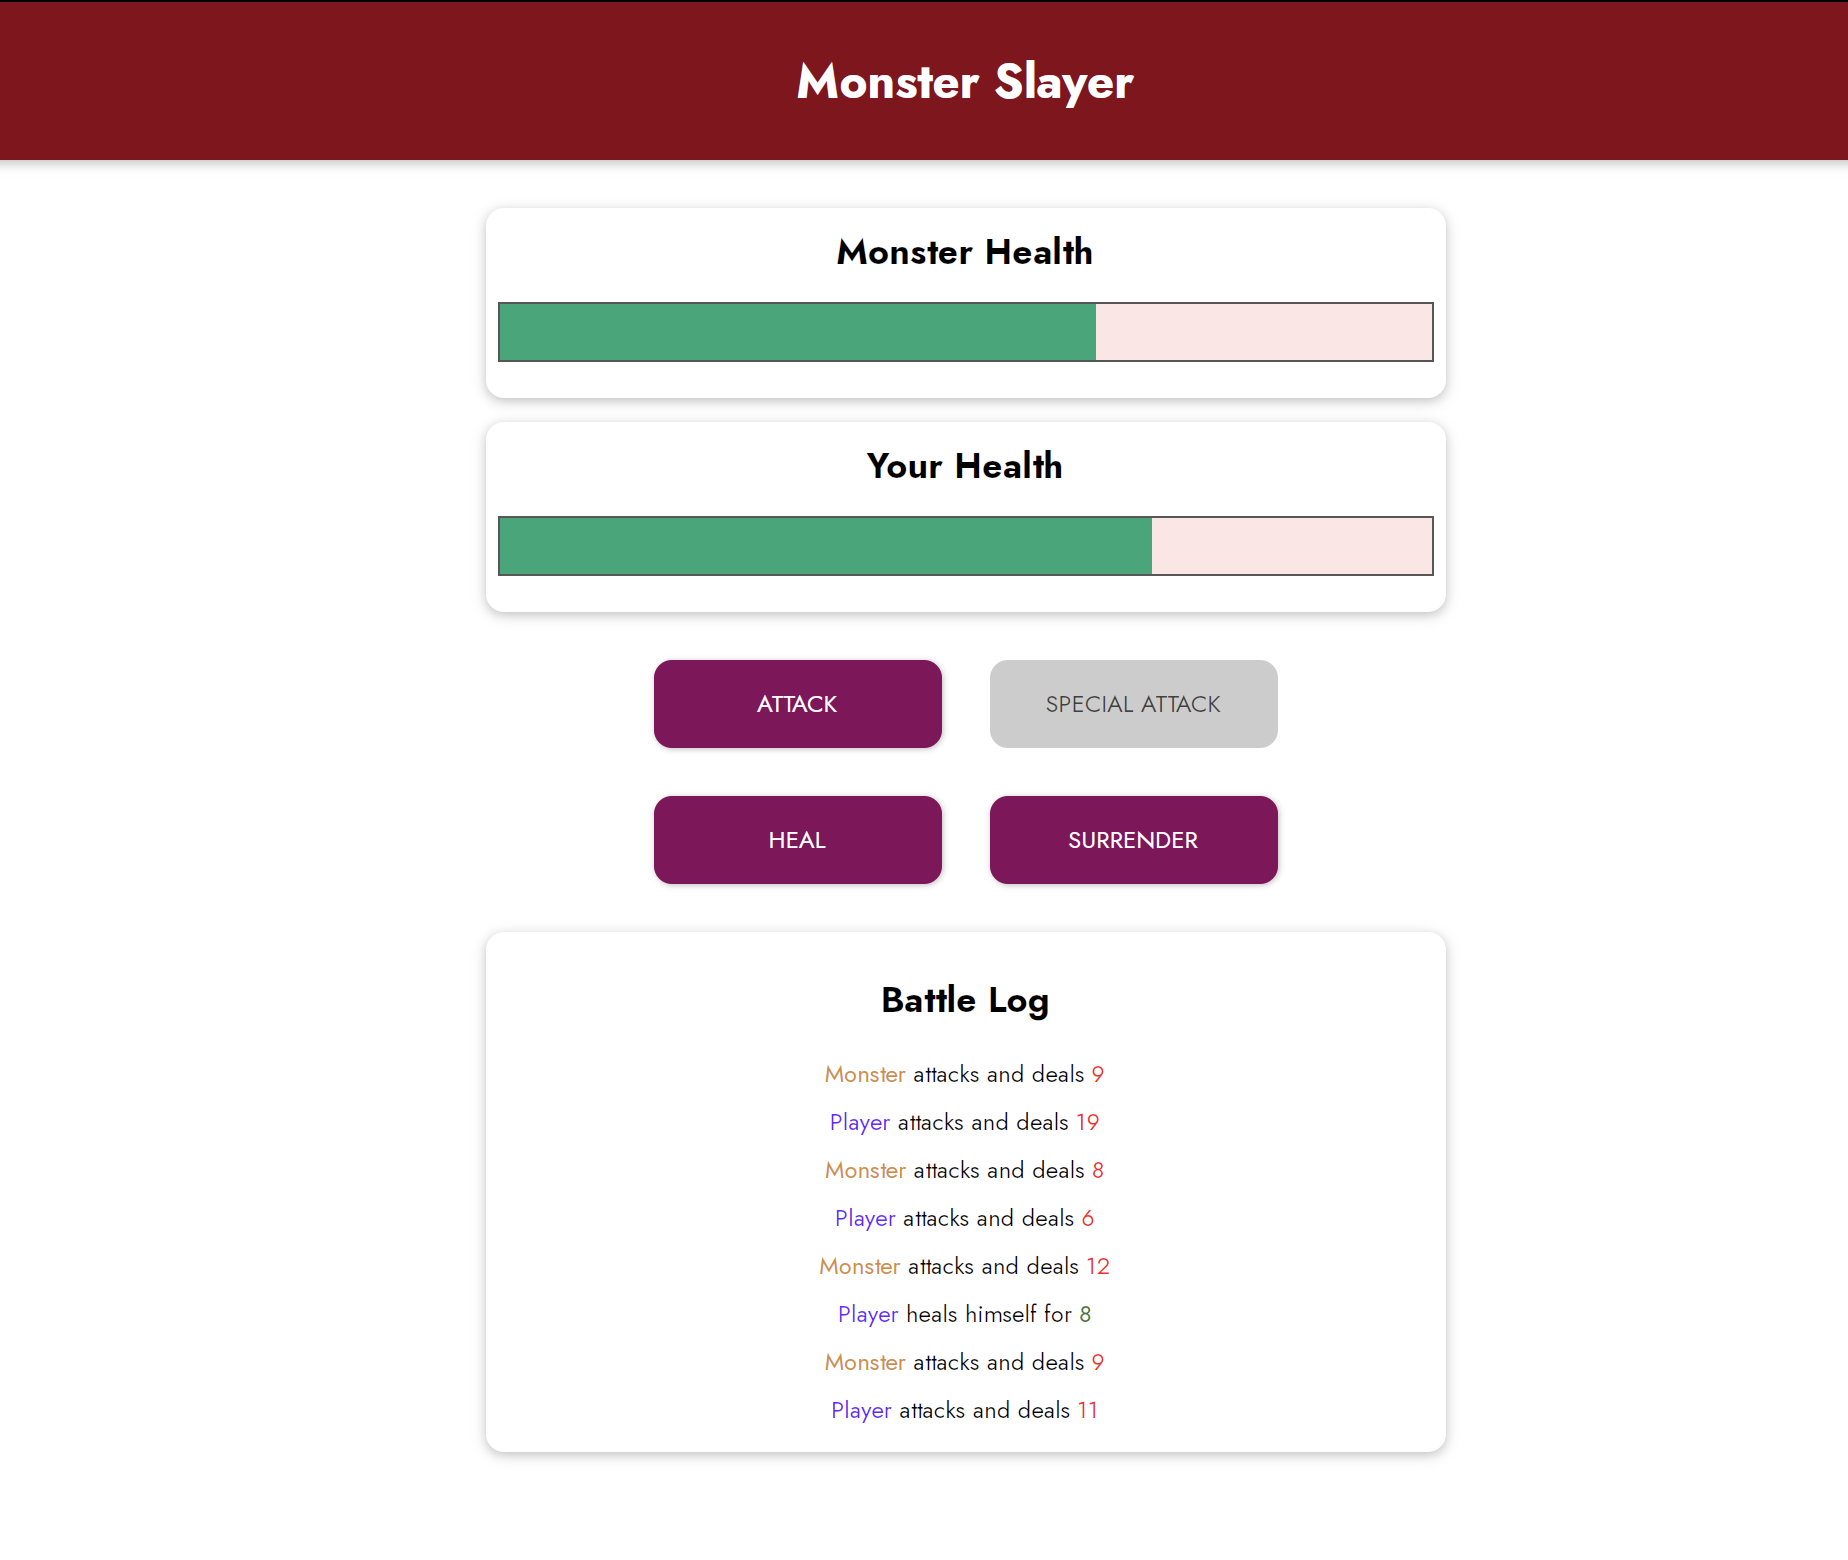 Monster Slayer
Monster Health
Your Health
ATTACK
SPECIAL ATTACK
HEAL
SURRENDER
Battle Log
Monster attacks and deals 9
Player attacks and deals 19
Monster attacks and deals 8
Player attacks and deals 6
Monster attacks and deals 12
Player heals himself for 8
Monster attacks and deals 9
Player attacks and deals 11